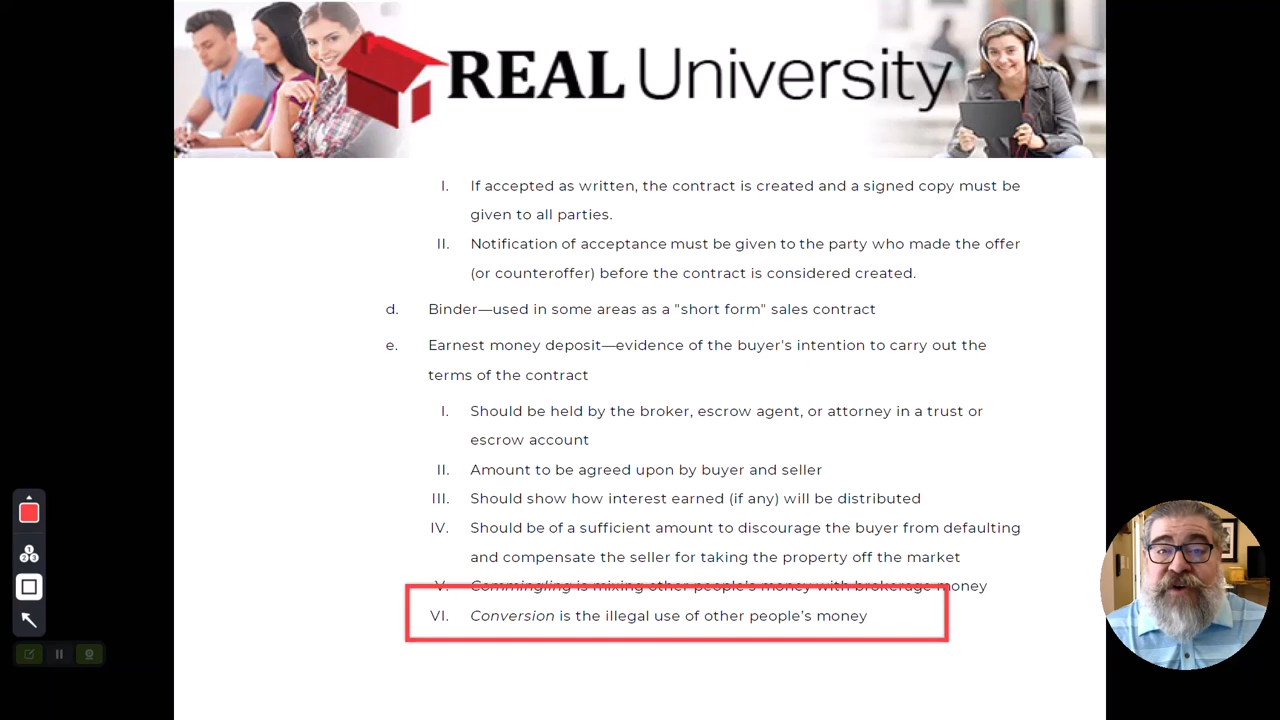 REAL University
I. If accepted as written, the contract is created and a signed copy must be
given to all parties.
II. Notification of acceptance must be given to the party who made the offer
(or counteroffer) before the contract is considered created.
d. Binder—used in some areas as a "short form" sales contract
e. Earnest money deposit—evidence of the buyer's intention to carry out the
terms of the contract
I. Should be held by the broker, escrow agent, or attorney in a trust or
escrow account
II. Amount to be agreed upon by buyer and seller
III. Should show how interest earned (if any) will be distributed
IV. Should be of a sufficient amount to discourage the buyer from defaulting
and compensate the seller for taking the property off the market
V. Commingling is mixing other people's money with brokerage money
VI. Conversion is the illegal use of other people's money